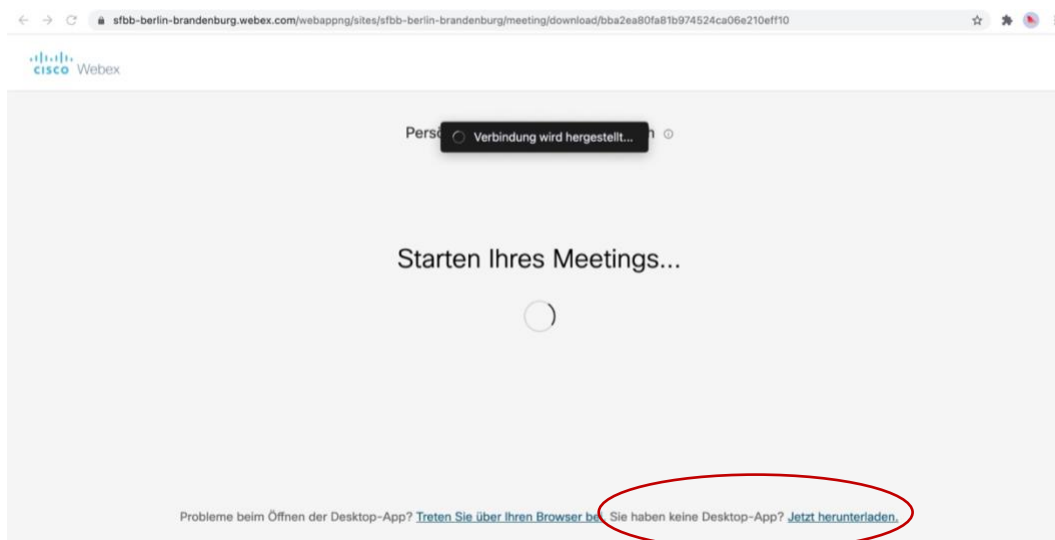 sfbb-berlin-brandenburg.webex.com/webappng/sites/sfbb-berlin-brandenburg/meeting/download/bba2ea80fa81b974524ca06e210eff10
cisco Webex
Persö
Verbindung wird hergestellt...
n
Starten Ihres Meetings...
Probleme beim Öffnen der Desktop-App? Treten Sie über Ihren Browser bei. Sie haben keine Desktop-App? Jetzt herunterladen.